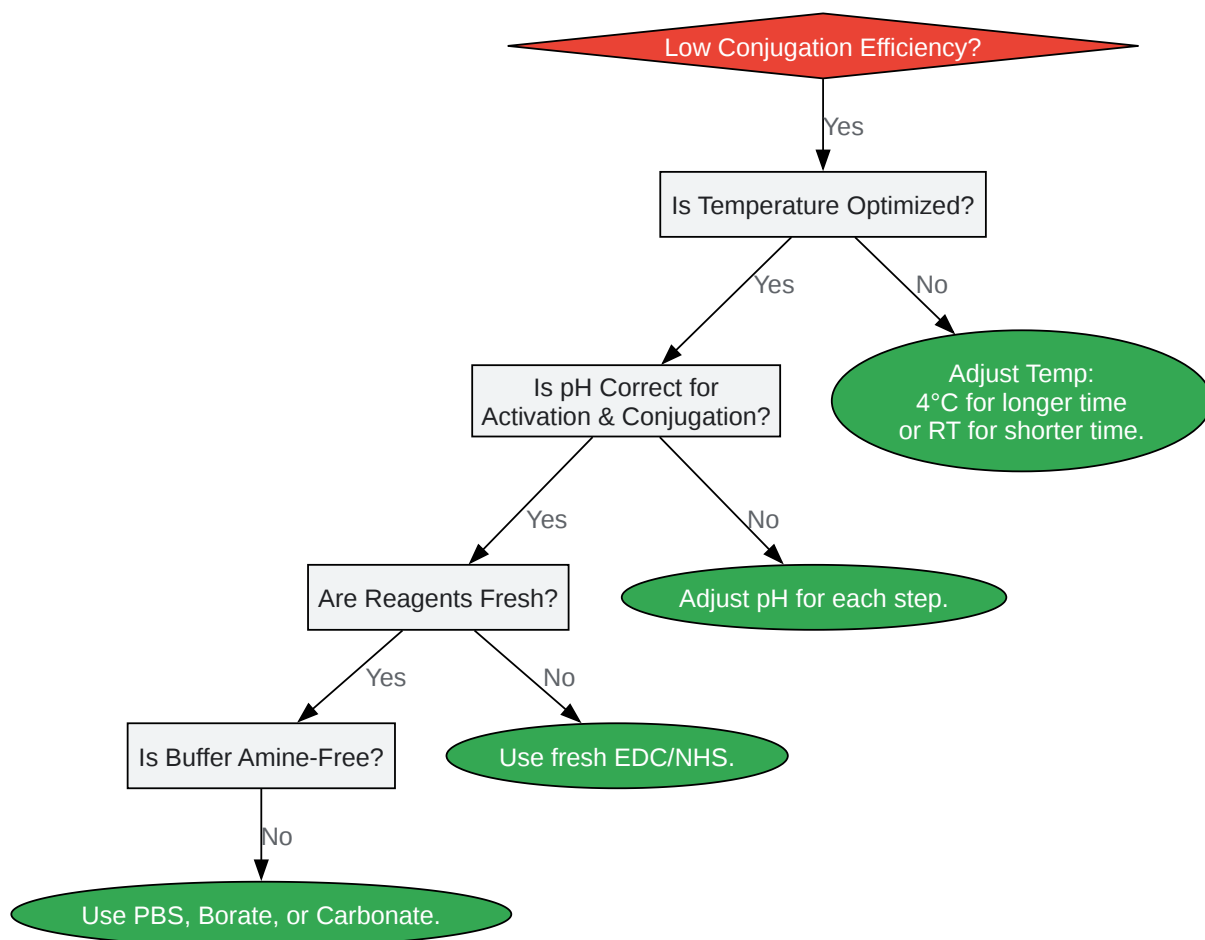 Low Conjugation Efficiency?
Yes
Is Temperature Optimized?
Yes
No
Is pH Correct for
Activation & Conjugation?
Adjust Temp:
4°C for longer time
or RT for shorter time.
Yes
No
Are Reagents Fresh?
Adjust pH for each step.
Yes
No
Is Buffer Amine-Free?
Use fresh EDC/NHS.
No
Use PBS, Borate, or Carbonate.